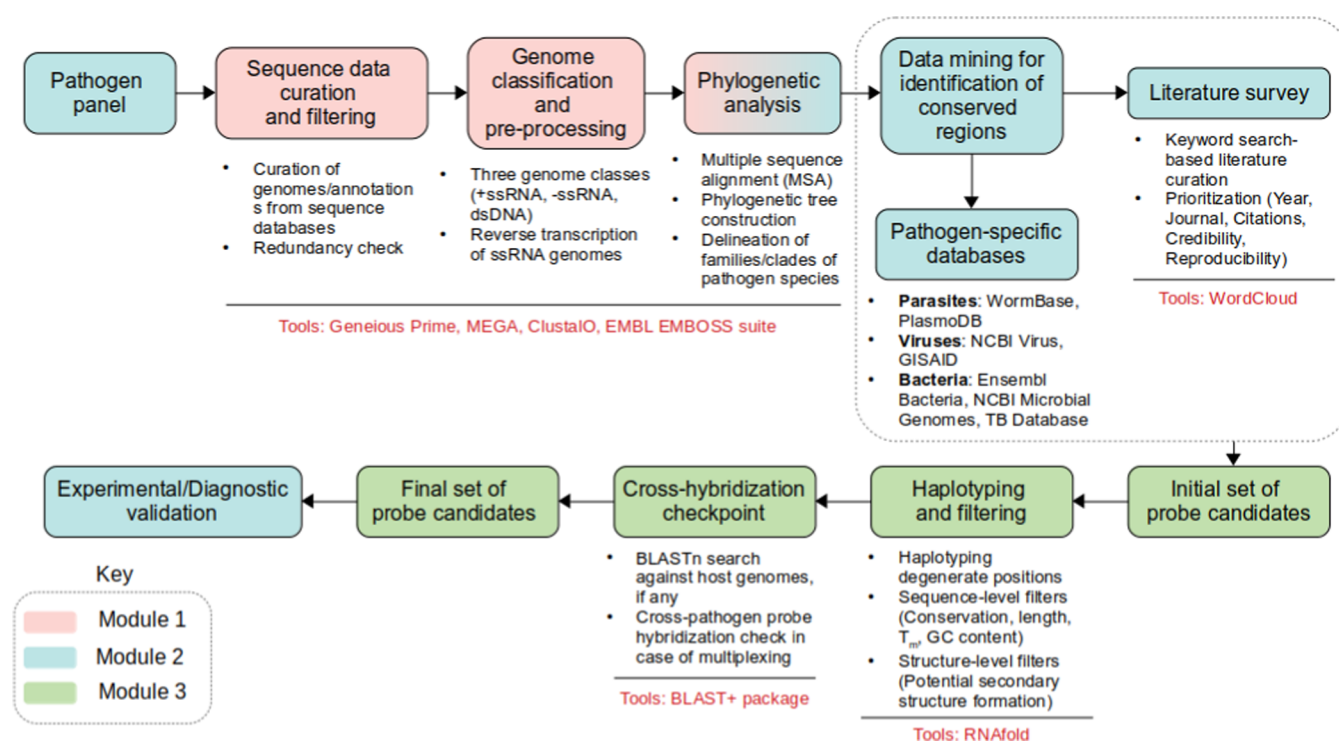 Pathogen
panel
Sequence data
curation
and filtering
Genome
classification
and
pre-processing
Phylogenetic
analysis
Data mining for
identification of
conserved
regions
Literature survey
• Curation of
genomes/annotation
s from sequence
databases
• Redundancy check
• Three genome classes
(+ssRNA, -ssRNA,
dsDNA)
• Reverse transcription
of ssRNA genomes
• Multiple sequence
alignment (MSA)
• Phylogenetic tree
construction
• Delineation of
families/clades of
pathogen species
Tools: Geneious Prime, MEGA, ClustalO, EMBL EMBOSS suite
Pathogen-specific
databases
• Parasites: WormBase,
PlasmoDB
• Viruses: NCBI Virus,
GISAID
• Bacteria: Ensembl
Bacteria, NCBI Microbial
Genomes, TB Database
• Keyword search-
based literature
curation
• Prioritization (Year,
Journal, Citations,
Credibility,
Reproducibility)
Tools: WordCloud
Initial set of
probe candidates
Haplotyping
and filtering
• Haplotyping
degenerate positions
• Sequence-level filters
(Conservation, length,
Tm, GC content)
• Structure-level filters
(Potential secondary
structure formation)
Tools: RNAfold
Cross-hybridization
checkpoint
• BLASTn search
against host genomes,
if any
• Cross-pathogen probe
hybridization check in
case of multiplexing
Tools: BLAST+ package
Final set of
probe candidates
Experimental/Diagnostic
validation
Key
Module 1
Module 2
Module 3